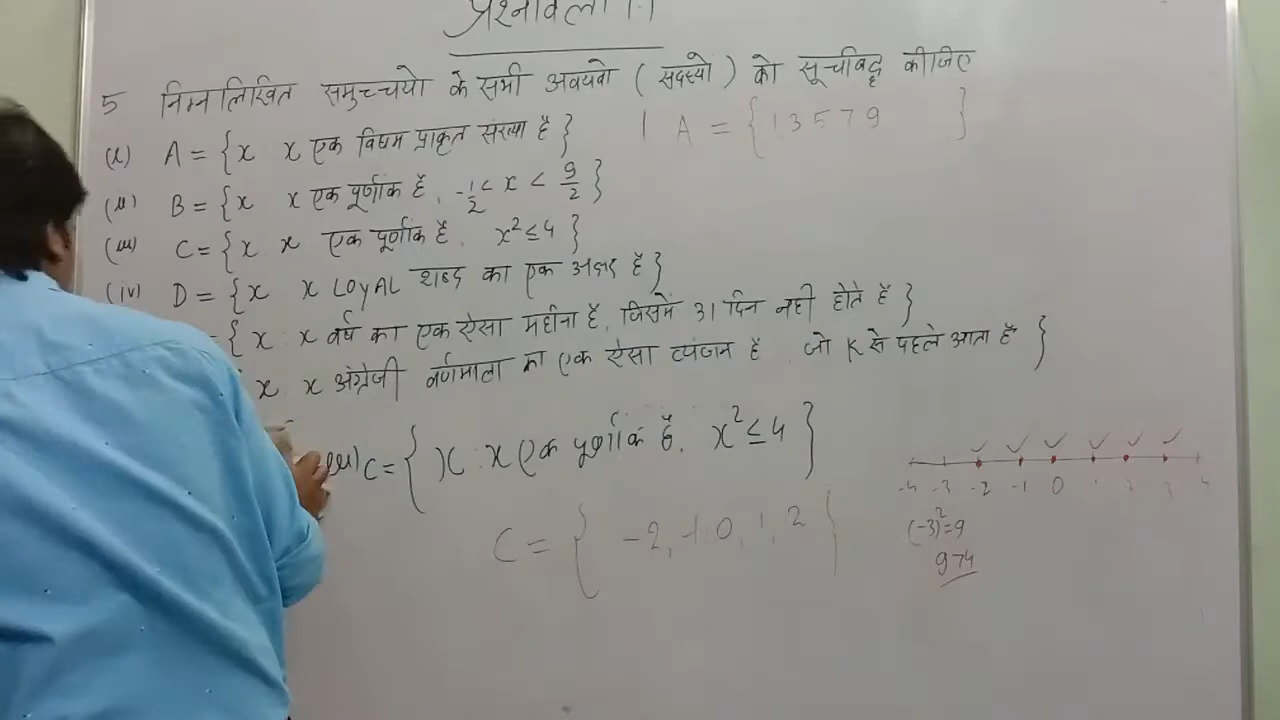 प्रश्नावली 1.1
5 निम्नलिखित समुच्चयो के सभी अवयवो ( सदस्यो ) को सूचीबद्ध कीजिए
(i) A = {x x एक विषम प्राकृत संख्या है } | A = { 1 3 5 7 9 }
(ii) B = {x x एक पूर्णांक है, -1/2 < x < 9/2 }
(iii) C = {x x एक पूर्णांक है, x² ≤ 4 }
(iv) D = {x x LOYAL शब्द का एक अक्षर है }
= { x : x वर्ष का एक ऐसा महीना है, जिसमें 31 दिन नही होते है }
x x अंग्रेजी वर्णमाला का एक ऐसा व्यंजन है जो K से पहले आता है }
(iii) C = { x : x एक पूर्णांक है, x² ≤ 4 }
-4 -3 -2 -1 0 1 2 3 4
C = { -2, -1, 0, 1, 2 }
(-3)² = 9
9 > 4